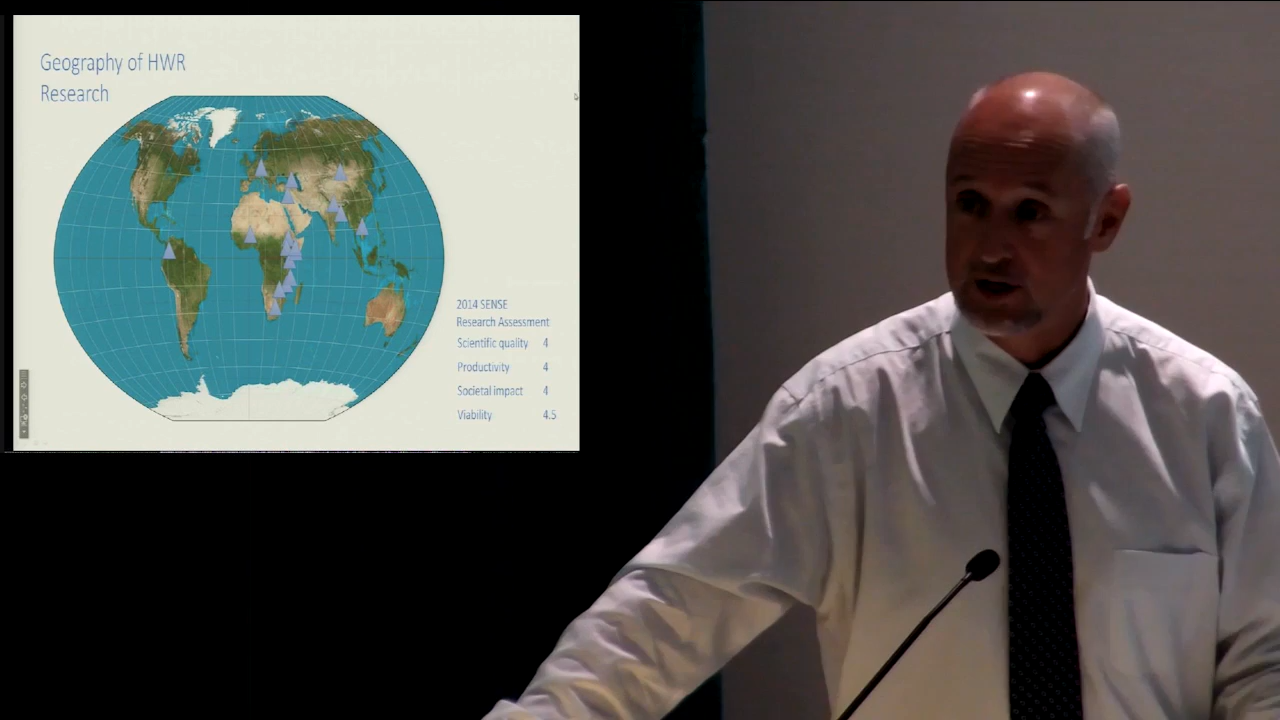 Geography of HWR
Research
2014 SENSE
Research Assessment
Scientific quality 4
Productivity 4
Societal impact 4
Viability 4.5